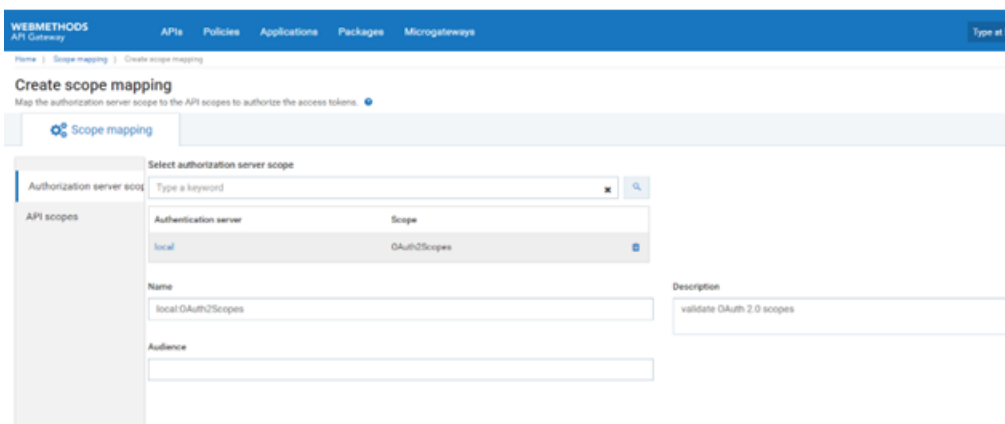 WEBMETHODS
API Gateway
APIs Policies Applications Packages Microgateways
Type at
Home | Scope mapping | Create scope mapping
Create scope mapping
Map the authorization server scope to the API scopes to authorize the access tokens.
Scope mapping
Select authorization server scope
Authorization server scop
Type a keyword
API scopes
Authentication server Scope
local OAuth2Scopes
Name
local:OAuth2Scopes
Description
validate OAuth 2.0 scopes
Audience